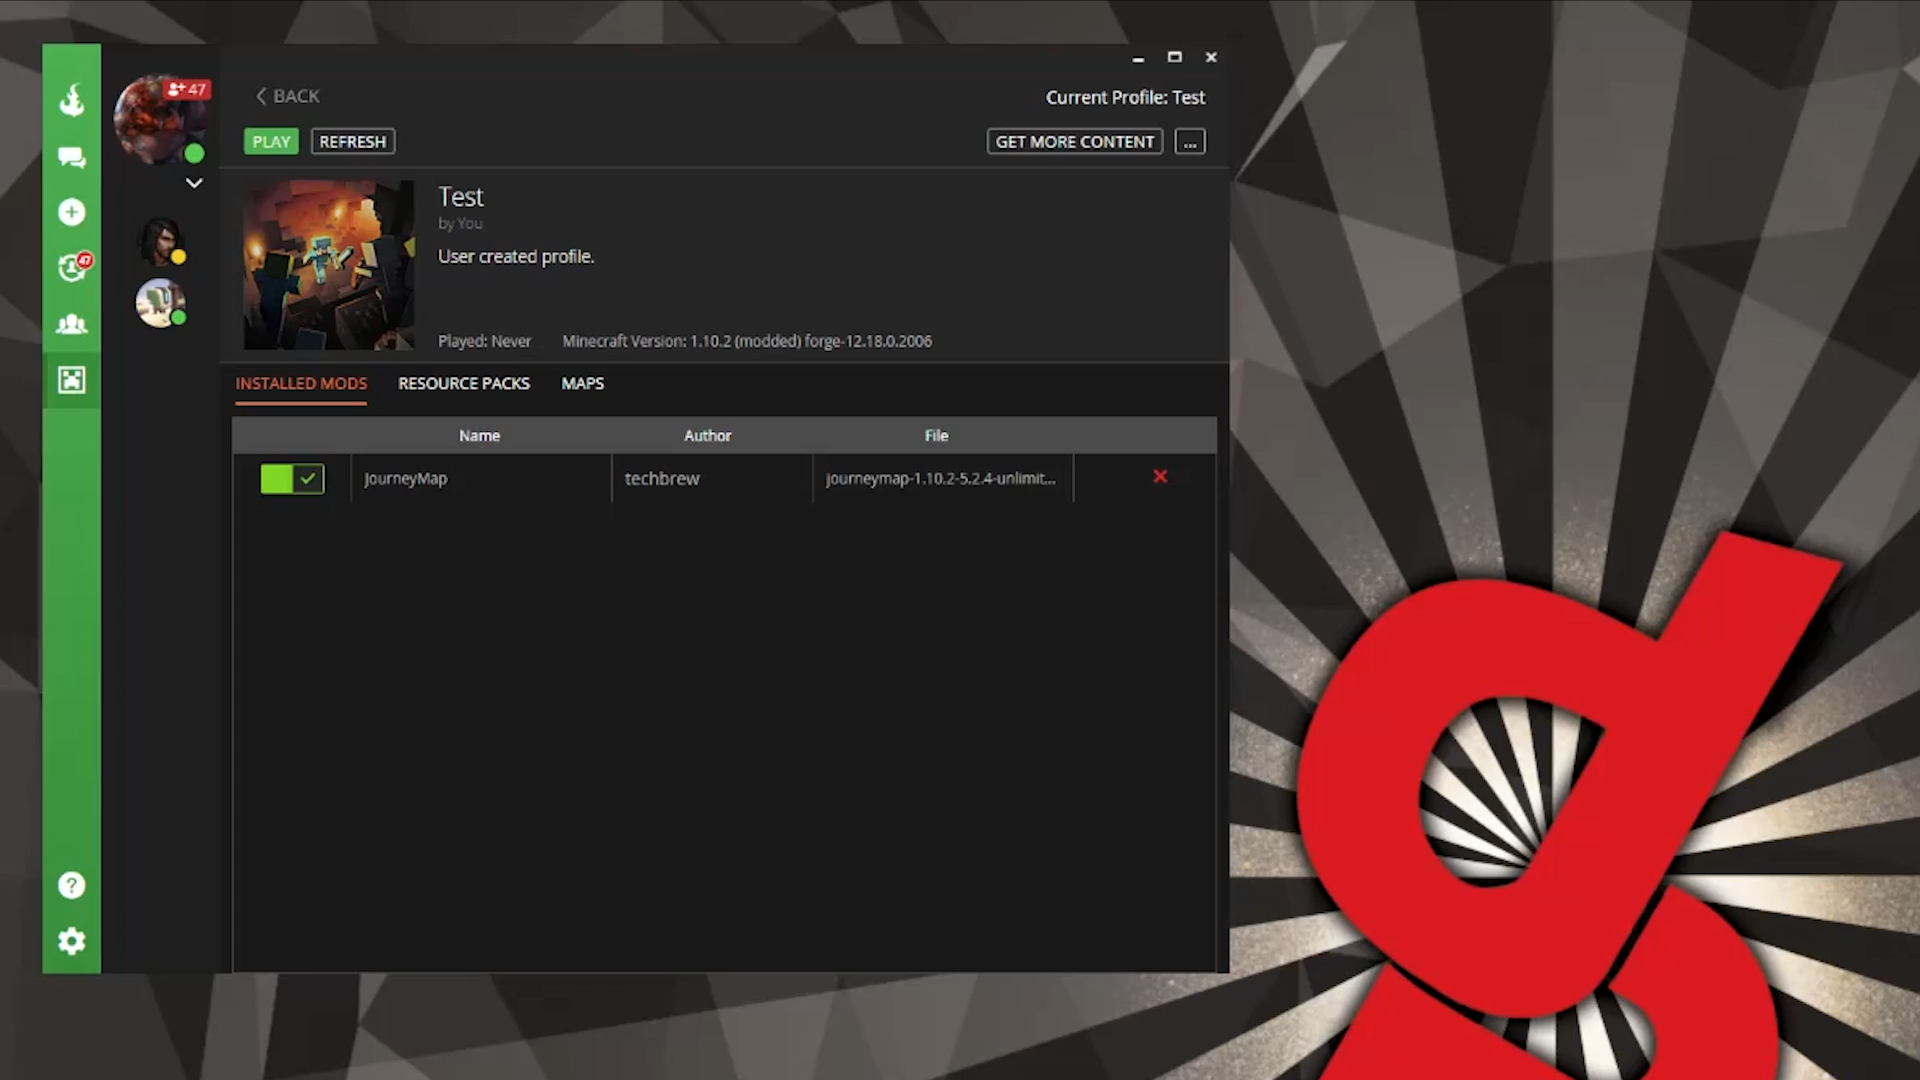 47
BACK
Current Profile: Test
PLAY
REFRESH
GET MORE CONTENT
...
Test
by You
User created profile.
47
Played: Never
Minecraft Version: 1.10.2 (modded) forge-12.18.0.2006
INSTALLED MODS
RESOURCE PACKS
MAPS
Name
Author
File
JourneyMap
techbrew
journeymap-1.10.2-5.2.4-unlimit...
?